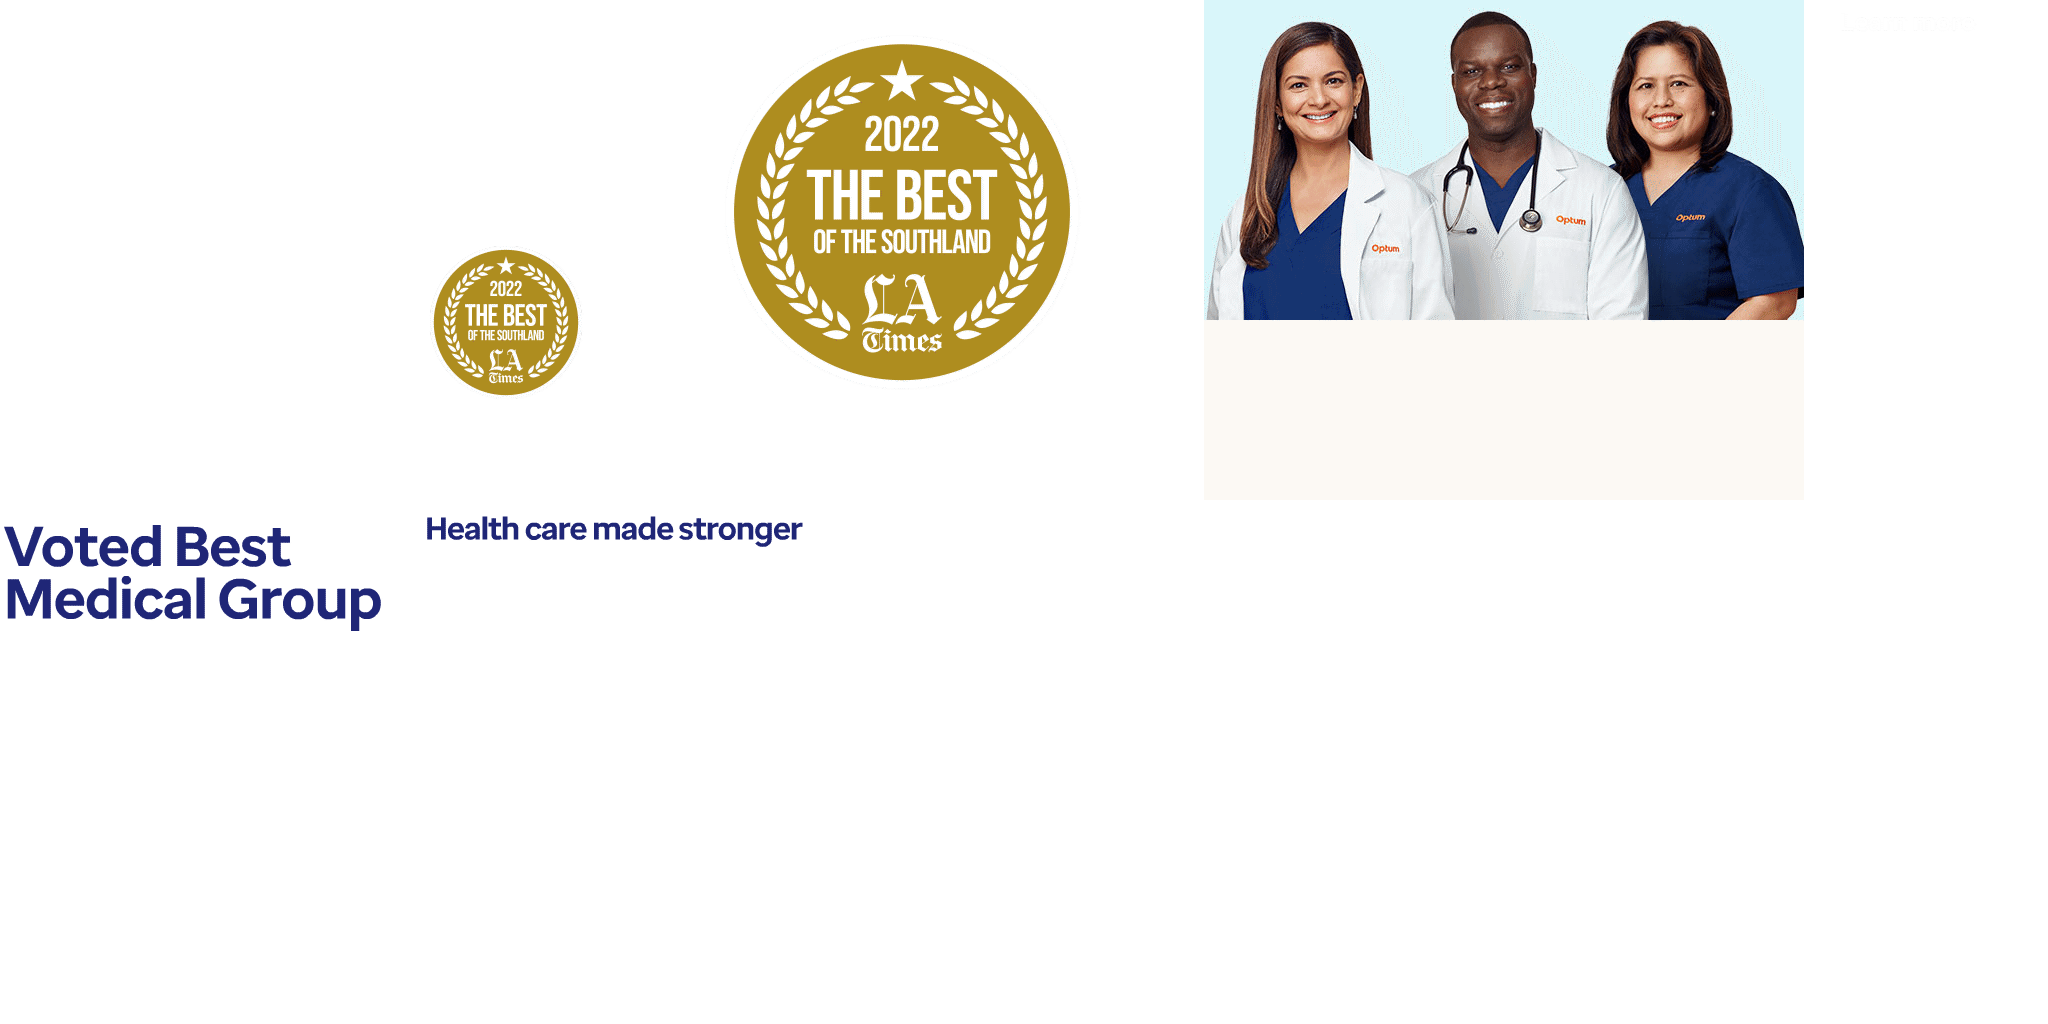 2022
THE BEST
OF THE SOUTHLAND
LA
Times
2022
THE BEST
OF THE SOUTHLAND
LA
Times
Optum
Optum
Optum
Voted Best
Medical Group
Health care made stronger